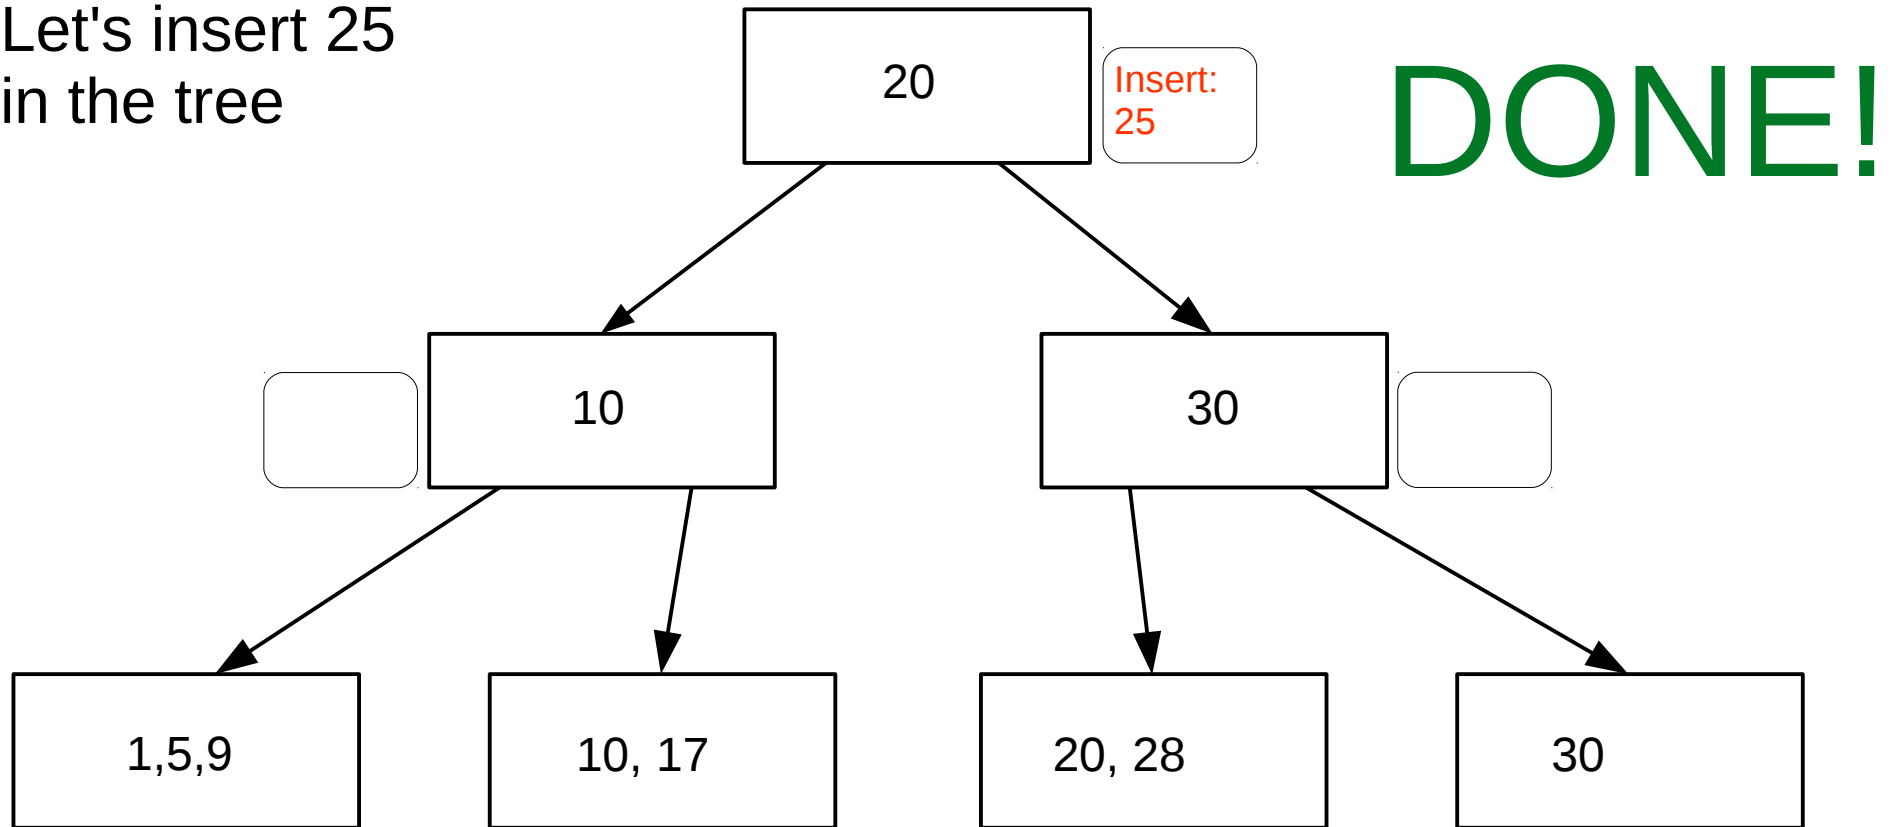 Let's insert 25
in the tree
20
Insert:
25
DONE!
10
30
1,5,9
10, 17
20, 28
30